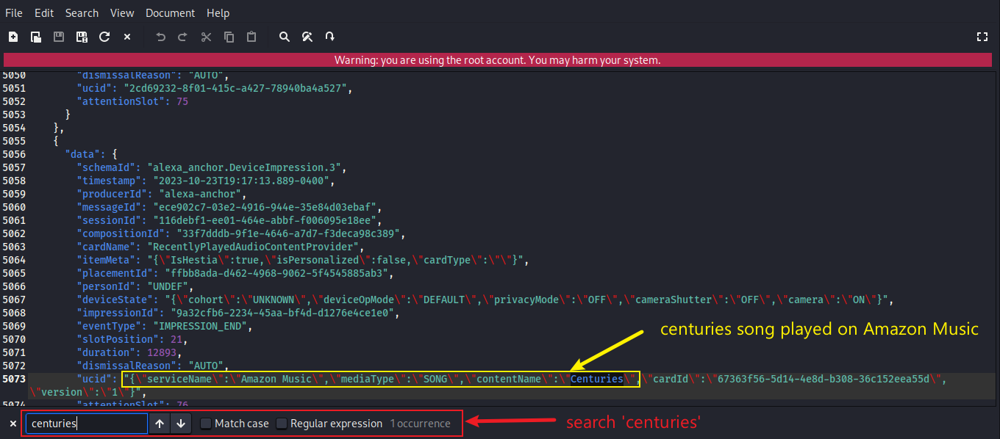 File Edit Search View Document Help
Warning: you are using the root account. You may harm your system.
5050 "dismissalReason": "AUTO",
5051 "ucid": "2cd69232-8f01-415c-a427-78940ba4a527",
5052 "attentionSlot": 75
5053 }
5054 },
5055 {
5056 "data": {
5057 "schemaId": "alexa_anchor.DeviceImpression.3",
5058 "timestamp": "2023-10-23T19:17:13.889-0400",
5059 "producerId": "alexa-anchor",
5060 "messageId": "ece902c7-03e2-4916-944e-35e84d03ebaf",
5061 "sessionId": "116debf1-ee01-464e-abbf-f006095e18ee",
5062 "compositionId": "33f7dddb-9f1e-4646-a7d7-f3deca98c389",
5063 "cardName": "RecentlyPlayedAudioContentProvider",
5064 "itemMeta": "{\"IsHestia\":true,\"isPersonalized\":false,\"cardType\":\"\"}",
5065 "placementId": "ffbb8ada-d462-4968-9062-5f4545885ab3",
5066 "personId": "UNDEF",
5067 "deviceState": "{\"cohort\":\"UNKNOWN\",\"deviceOpMode\":\"DEFAULT\",\"privacyMode\":\"OFF\",\"cameraShutter\":\"OFF\",\"camera\":\"ON\"}",
5068 "impressionId": "9a32cfb6-2234-45aa-bf4d-d1276e4ce1e0",
5069 "eventType": "IMPRESSION_END",
5070 "slotPosition": 21,
5071 "duration": 12893,
5072 "dismissalReason": "AUTO",
centuries song played on Amazon Music
5073 "ucid": "{\"serviceName\":\"Amazon Music\",\"mediaType\":\"SONG\",\"contentName\":\"Centuries\",\"cardId\":\"67363f56-5d14-4e8d-b308-36c152eea55d\",
\"version\":\"1\"}",
5074 "attentionSlot": 76
centuries Match case Regular expression 1 occurrence
search 'centuries'